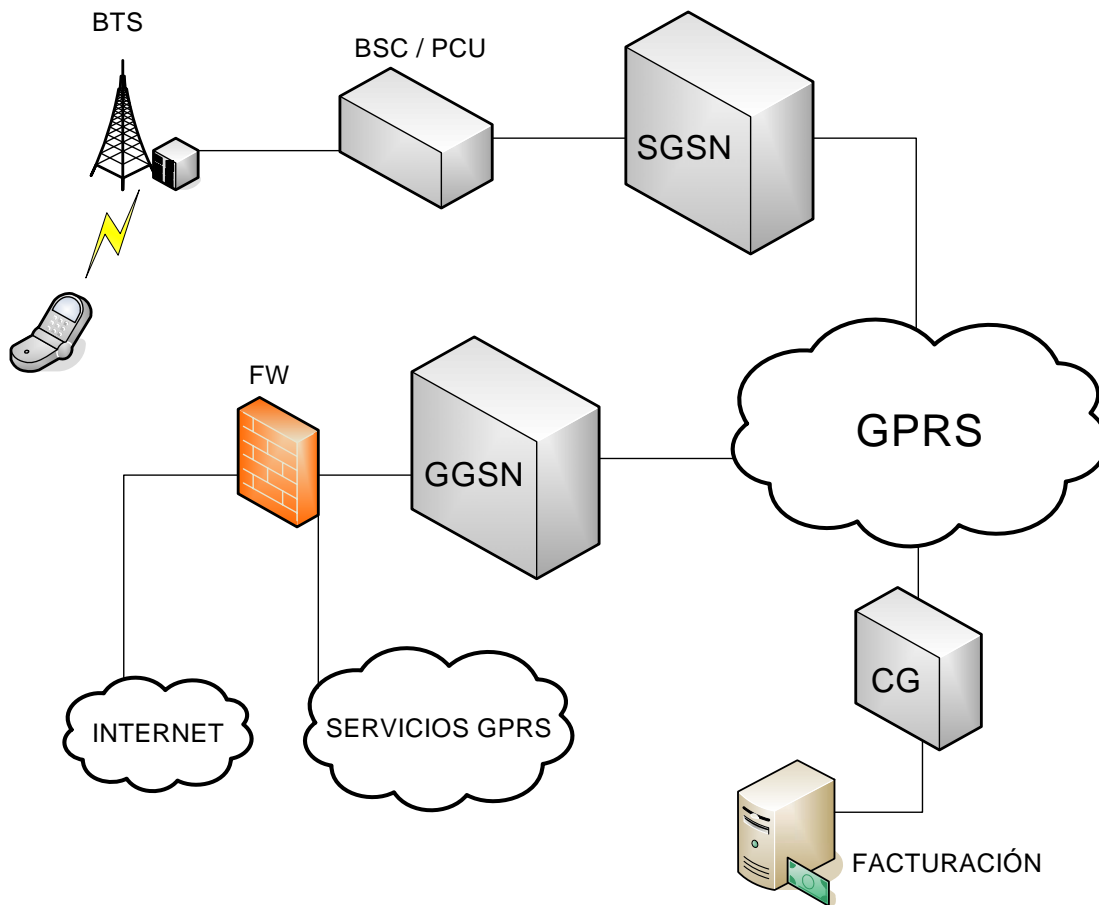 BTS
BSC / PCU
SGSN
FW
GGSN
GPRS
INTERNET
SERVICIOS GPRS
CG
FACTURACIÓN